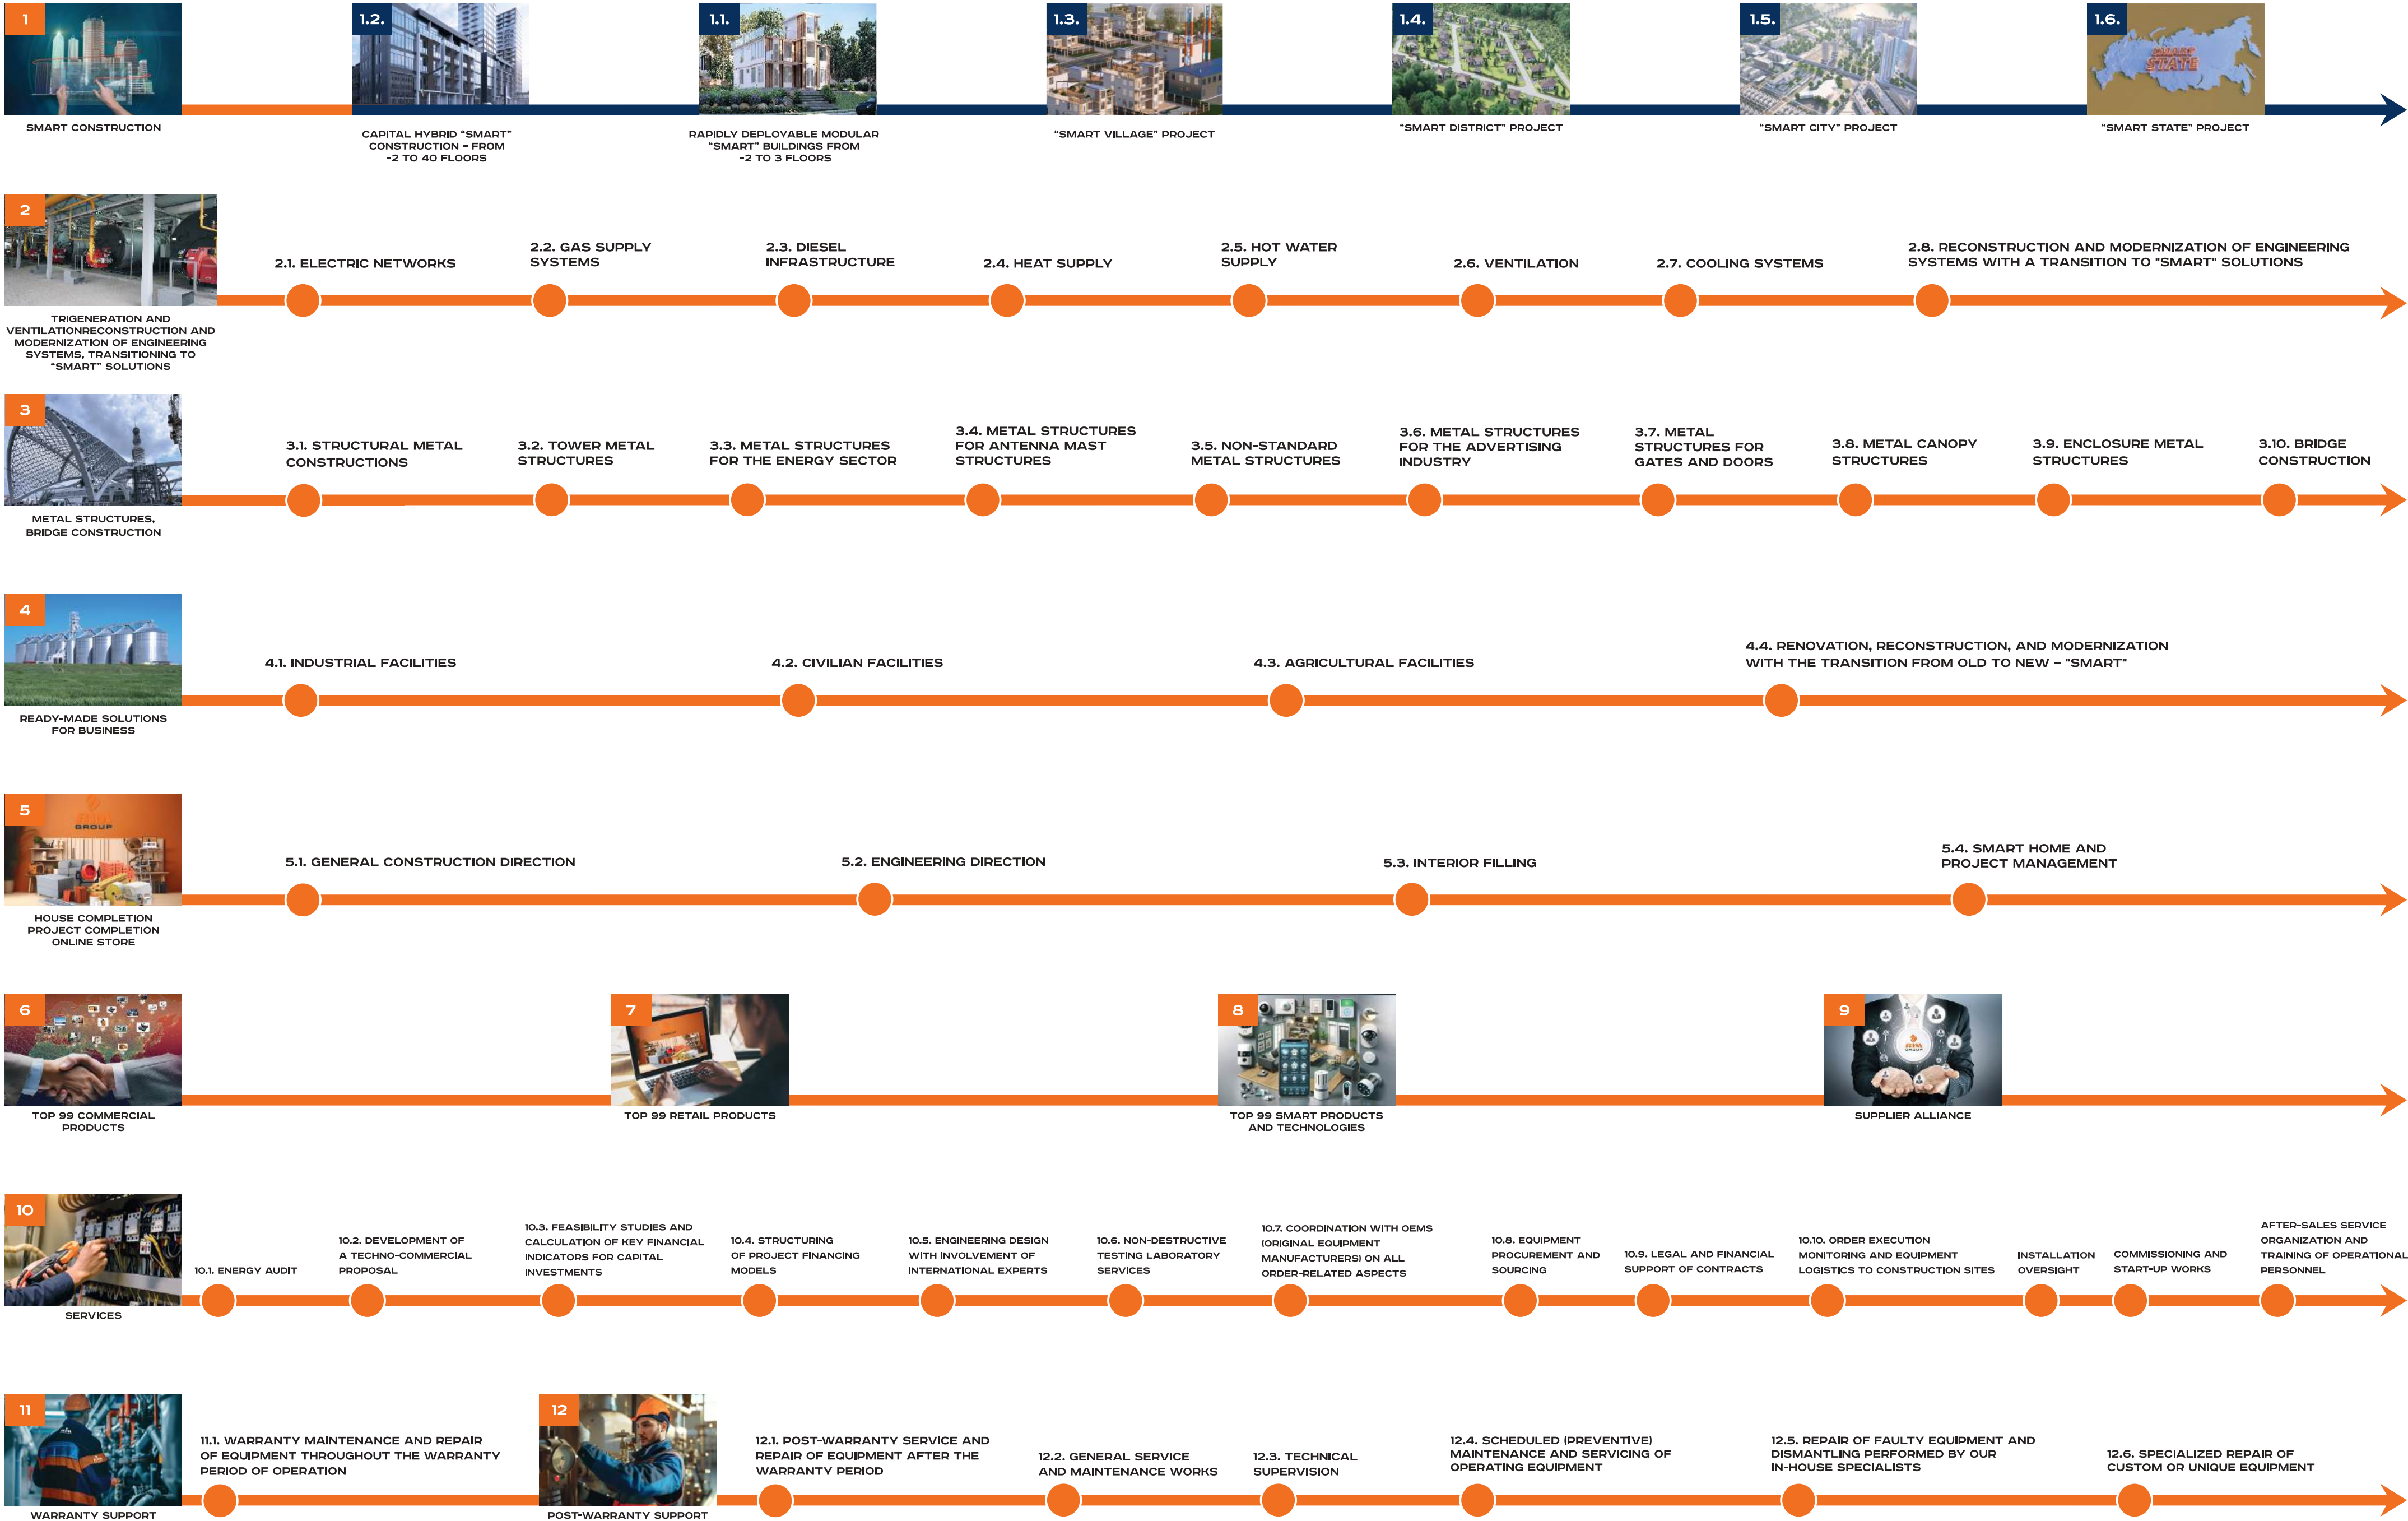 1
SMART CONSTRUCTION
1.2.
CAPITAL HYBRID "SMART"
CONSTRUCTION – FROM
-2 TO 40 FLOORS
1.1.
RAPIDLY DEPLOYABLE MODULAR
"SMART" BUILDINGS FROM
-2 TO 3 FLOORS
1.3.
"SMART VILLAGE" PROJECT
1.4.
"SMART DISTRICT" PROJECT
1.5.
"SMART CITY" PROJECT
1.6.
SMART
STATE
"SMART STATE" PROJECT
2
TRIGENERATION AND
VENTILATIONRECONSTRUCTION AND
MODERNIZATION OF ENGINEERING
SYSTEMS, TRANSITIONING TO
"SMART" SOLUTIONS
2.1. ELECTRIC NETWORKS
2.2. GAS SUPPLY
SYSTEMS
2.3. DIESEL
INFRASTRUCTURE
2.4. HEAT SUPPLY
2.5. HOT WATER
SUPPLY
2.6. VENTILATION
2.7. COOLING SYSTEMS
2.8. RECONSTRUCTION AND MODERNIZATION OF ENGINEERING
SYSTEMS WITH A TRANSITION TO "SMART" SOLUTIONS
3
METAL STRUCTURES,
BRIDGE CONSTRUCTION
3.1. STRUCTURAL METAL
CONSTRUCTIONS
3.2. TOWER METAL
STRUCTURES
3.3. METAL STRUCTURES
FOR THE ENERGY SECTOR
3.4. METAL STRUCTURES
FOR ANTENNA MAST
STRUCTURES
3.5. NON-STANDARD
METAL STRUCTURES
3.6. METAL STRUCTURES
FOR THE ADVERTISING
INDUSTRY
3.7. METAL
STRUCTURES FOR
GATES AND DOORS
3.8. METAL CANOPY
STRUCTURES
3.9. ENCLOSURE METAL
STRUCTURES
3.10. BRIDGE
CONSTRUCTION
4
READY-MADE SOLUTIONS
FOR BUSINESS
4.1. INDUSTRIAL FACILITIES
4.2. CIVILIAN FACILITIES
4.3. AGRICULTURAL FACILITIES
4.4. RENOVATION, RECONSTRUCTION, AND MODERNIZATION
WITH THE TRANSITION FROM OLD TO NEW – "SMART"
5
GROUP
HOUSE COMPLETION
PROJECT COMPLETION
ONLINE STORE
5.1. GENERAL CONSTRUCTION DIRECTION
5.2. ENGINEERING DIRECTION
5.3. INTERIOR FILLING
5.4. SMART HOME AND
PROJECT MANAGEMENT
6
TOP 99 COMMERCIAL
PRODUCTS
7
TOP 99 RETAIL PRODUCTS
8
TOP 99 SMART PRODUCTS
AND TECHNOLOGIES
9
GROUP
SUPPLIER ALLIANCE
10
SERVICES
10.1. ENERGY AUDIT
10.2. DEVELOPMENT OF
A TECHNO-COMMERCIAL
PROPOSAL
10.3. FEASIBILITY STUDIES AND
CALCULATION OF KEY FINANCIAL
INDICATORS FOR CAPITAL
INVESTMENTS
10.4. STRUCTURING
OF PROJECT FINANCING
MODELS
10.5. ENGINEERING DESIGN
WITH INVOLVEMENT OF
INTERNATIONAL EXPERTS
10.6. NON-DESTRUCTIVE
TESTING LABORATORY
SERVICES
10.7. COORDINATION WITH OEMS
(ORIGINAL EQUIPMENT
MANUFACTURERS) ON ALL
ORDER-RELATED ASPECTS
10.8. EQUIPMENT
PROCUREMENT AND
SOURCING
10.9. LEGAL AND FINANCIAL
SUPPORT OF CONTRACTS
10.10. ORDER EXECUTION
MONITORING AND EQUIPMENT
LOGISTICS TO CONSTRUCTION SITES
INSTALLATION
OVERSIGHT
COMMISSIONING AND
START-UP WORKS
AFTER-SALES SERVICE
ORGANIZATION AND
TRAINING OF OPERATIONAL
PERSONNEL
11
WARRANTY SUPPORT
11.1. WARRANTY MAINTENANCE AND REPAIR
OF EQUIPMENT THROUGHOUT THE WARRANTY
PERIOD OF OPERATION
12
POST-WARRANTY SUPPORT
12.1. POST-WARRANTY SERVICE AND
REPAIR OF EQUIPMENT AFTER THE
WARRANTY PERIOD
12.2. GENERAL SERVICE
AND MAINTENANCE WORKS
12.3. TECHNICAL
SUPERVISION
12.4. SCHEDULED (PREVENTIVE)
MAINTENANCE AND SERVICING OF
OPERATING EQUIPMENT
12.5. REPAIR OF FAULTY EQUIPMENT AND
DISMANTLING PERFORMED BY OUR
IN-HOUSE SPECIALISTS
12.6. SPECIALIZED REPAIR OF
CUSTOM OR UNIQUE EQUIPMENT